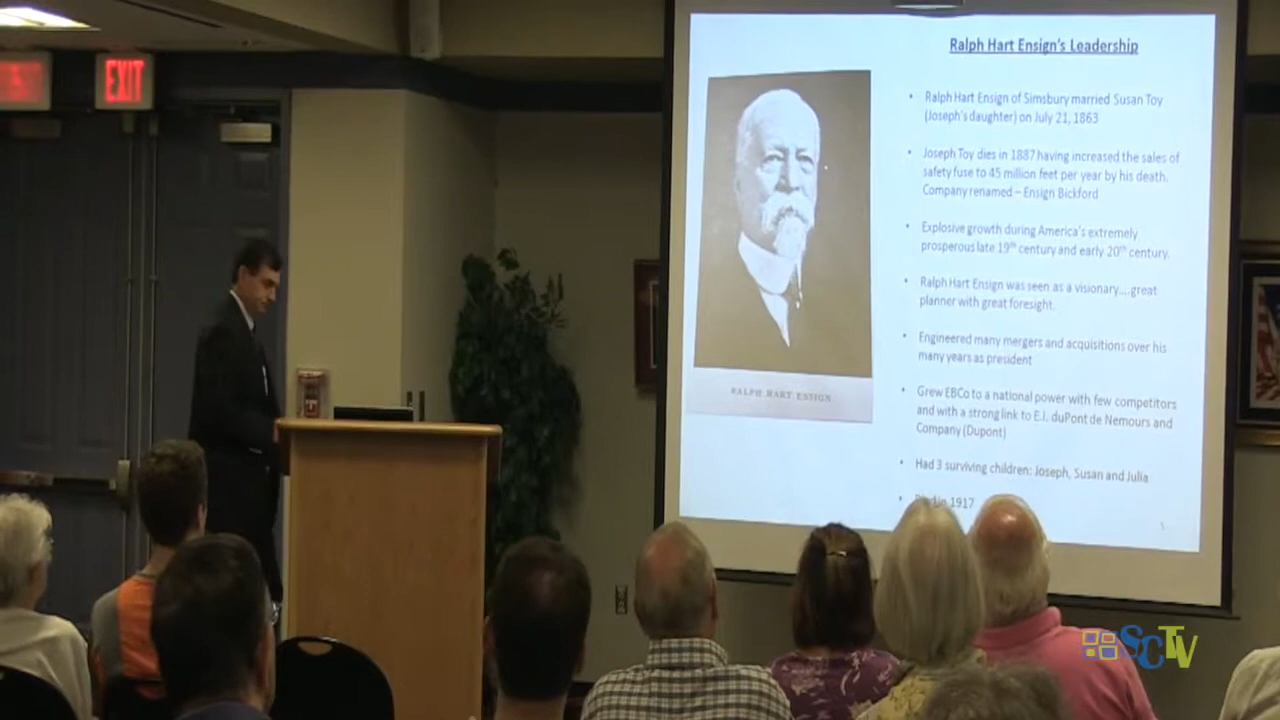 EXIT
Ralph Hart Ensign's Leadership
• Ralph Hart Ensign of Simsbury married Susan Toy
(Joseph's daughter) on July 21, 1863
• Joseph Toy dies in 1887 having increased the sales of
safety fuse to 45 million feet per year by his death.
Company renamed – Ensign Bickford
• Explosive growth during America's extremely
prosperous late 19th century and early 20th century.
• Ralph Hart Ensign was seen as a visionary....great
planner with great foresight.
• Engineered many mergers and acquisitions over his
many years as president
• Grew EBCo to a national power with few competitors
and with a strong link to E.I. duPont de Nemours and
Company (Dupont)
• Had 3 surviving children: Joseph, Susan and Julia
• in 1917
RALPH HART ENSIGN
SCTV